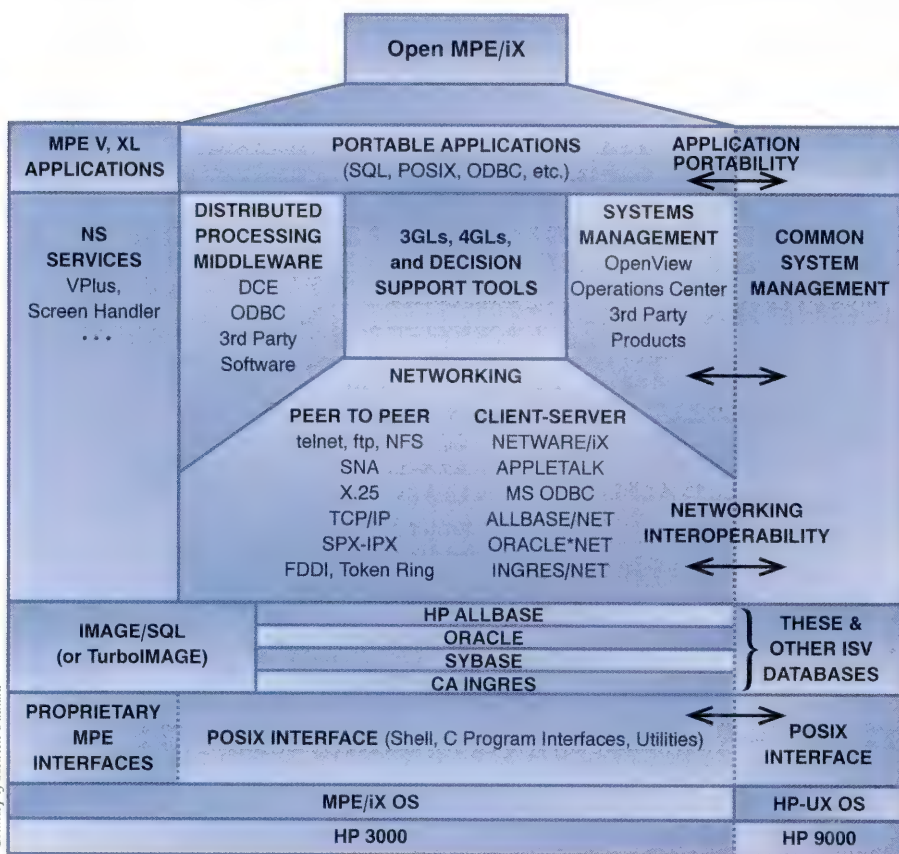 Open MPE/iX
MPE V, XL
APPLICATIONS
PORTABLE APPLICATIONS
(SQL, POSIX, ODBC, etc.)
APPLICATION
PORTABILITY
NS
SERVICES
VPlus,
Screen Handler
• • •
DISTRIBUTED
PROCESSING
MIDDLEWARE
DCE
ODBC
3rd Party
Software
3GLs, 4GLs,
and DECISION
SUPPORT TOOLS
SYSTEMS
MANAGEMENT
OpenView
Operations Center
3rd Party
Products
COMMON
SYSTEM
MANAGEMENT
NETWORKING
PEER TO PEER
telnet, ftp, NFS
SNA
X.25
TCP/IP
SPX-IPX
FDDI, Token Ring
CLIENT-SERVER
NETWARE/iX
APPLETALK
MS ODBC
ALLBASE/NET
ORACLE*NET
INGRES/NET
NETWORKING
INTEROPERABILITY
IMAGE/SQL
(or TurboIMAGE)
HP ALLBASE
ORACLE
SYBASE
CA INGRES
THESE &
OTHER ISV
DATABASES
PROPRIETARY
MPE
INTERFACES
POSIX INTERFACE (Shell, C Program Interfaces, Utilities)
POSIX
INTERFACE
MPE/iX OS
HP-UX OS
HP 3000
HP 9000